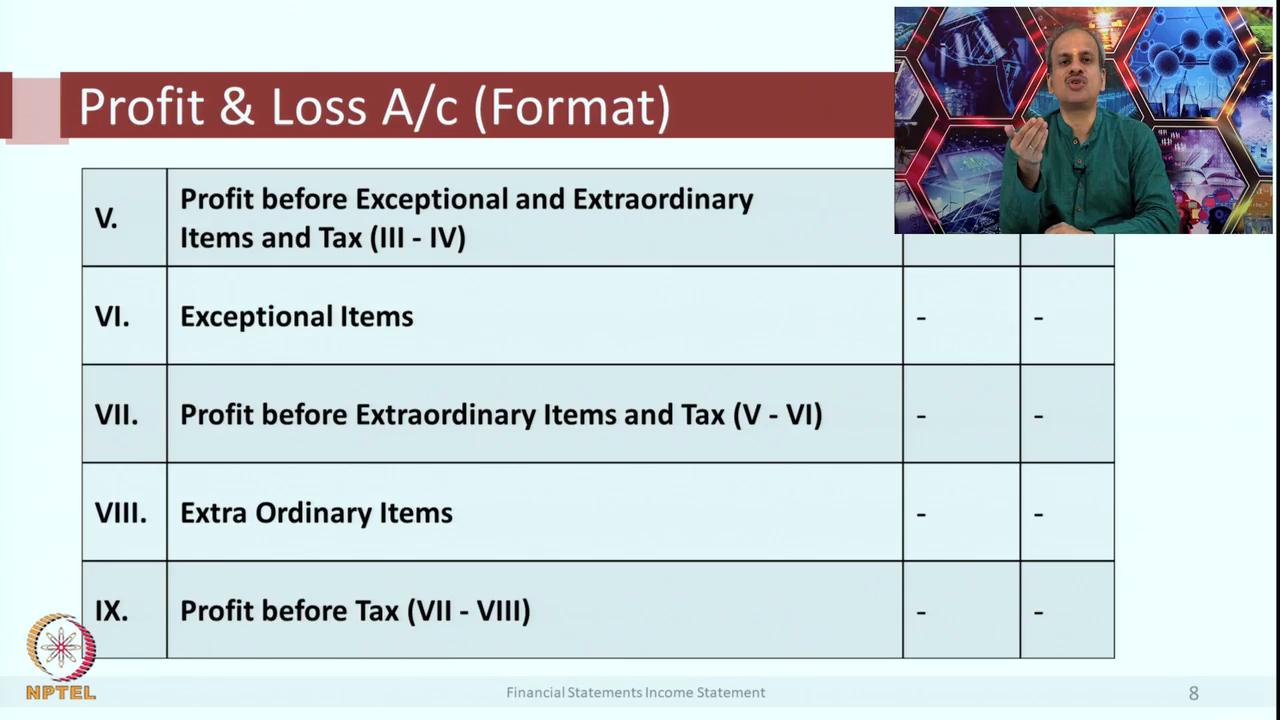 Profit & Loss A/c (Format)
V. Profit before Exceptional and Extraordinary
Items and Tax (III - IV)
VI. Exceptional Items - -
VII. Profit before Extraordinary Items and Tax (V - VI) - -
VIII. Extra Ordinary Items - -
IX. Profit before Tax (VII - VIII) - -
NPTEL
Financial Statements Income Statement
8